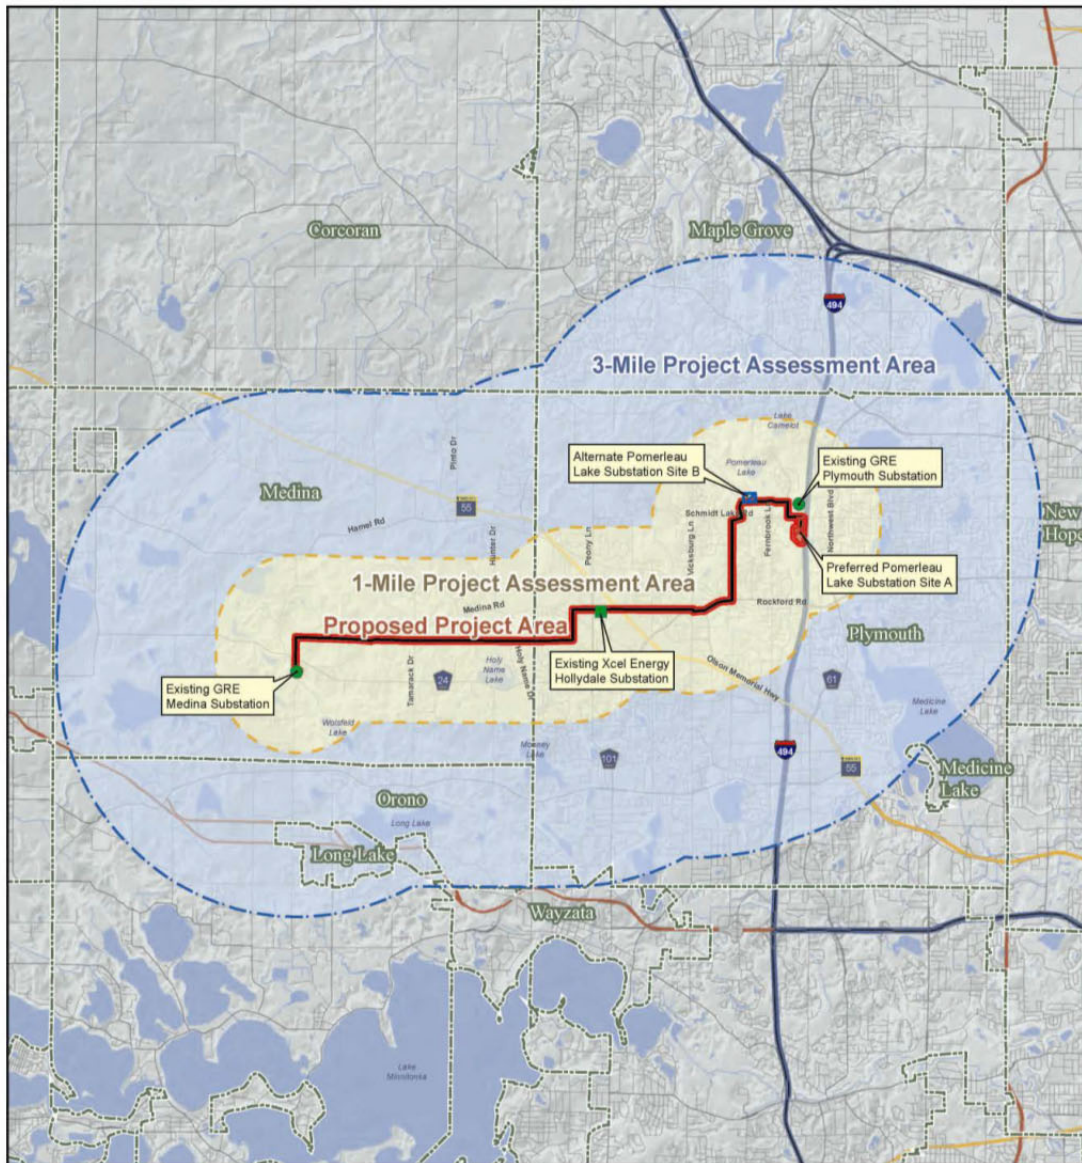 Corcoran
Maple Grove
494
3-Mile Project Assessment Area
Lake
Camelot
Pinto Dr
Alternate Pomerleau
Lake Substation Site B
Pomerleau
Lake
Existing GRE
Plymouth Substation
Medina
55
Hamel Rd
Hunter Dr
Peony Ln
Vicksburg Ln
Schmidt Lake Rd
Fernbrook L
Northwest Blvd
New
Hope
1-Mile Project Assessment Area
Preferred Pomerleau
Lake Substation Site A
Medina Rd
Rockford Rd
Proposed Project Area
Plymouth
Existing GRE
Medina Substation
Tamarack Dr
24
Holy
Name
Lake
Holy Name Dr
Existing Xcel Energy
Hollydale Substation
Olson Memorial Hwy
61
Medicine
Lake
Wolsfeld
Lake
Mooney
Lake
101
494
55
Medicine
Lake
Orono
Long Lake
Long Lake
Wayzata
Lake
Minnetonka